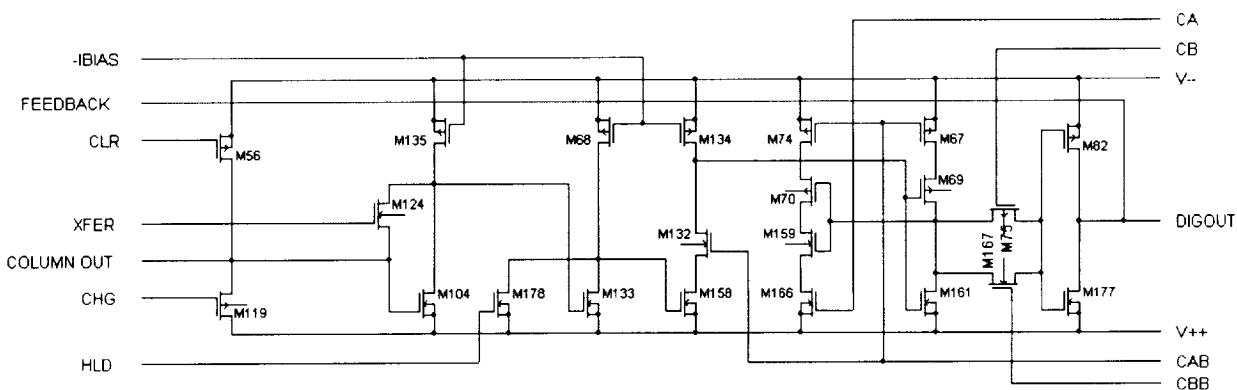 CA
CB
-IBIAS
V--
FEEDBACK
CLR
M135
M68
M134
M74
M67
M82
M56
M69
M70
M124
XFER
M132
M159
M167
M75
DIGOUT
COLUMN OUT
CHG
M119
M104
M178
M133
M158
M166
M161
M177
V++
HLD
CAB
CBB